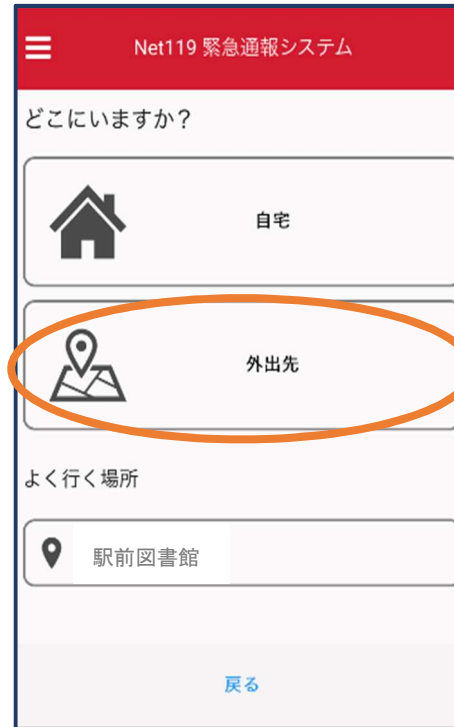 Net119 緊急通報システム
どこにいますか？
自宅
外出先
よく行く場所
駅前図書館
戻る